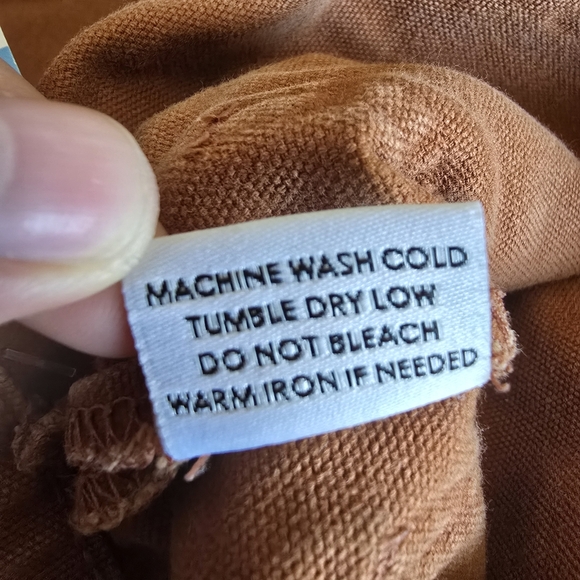 MACHINE WASH COLD
TUMBLE DRY LOW
DO NOT BLEACH
WARM IRON IF NEEDED